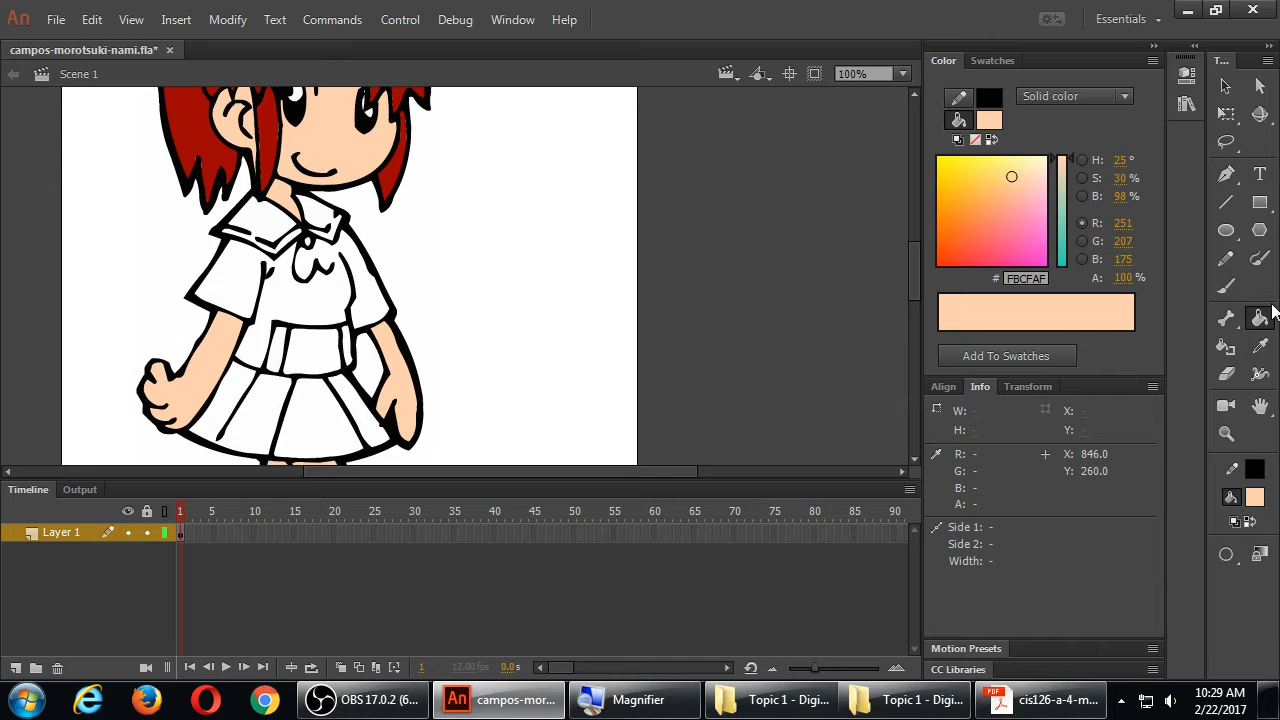 An File Edit View Insert Modify Text Commands Control Debug Window Help Essentials
campos-morotsuki-nami.fla* ×
Scene 1 100%
Color Swatches
Solid color
H: 25 °
S: 30 %
B: 98 %
R: 251
G: 207
B: 175
# FBCFAF A: 100 %
Add To Swatches
Align Info Transform
W: - X: -
H: - Y: -
R: - X: 846.0
G: - Y: 260.0
B: -
A: -
Side 1: -
Side 2: -
Width: -
Motion Presets
CC Libraries
T...
T
Timeline Output
1 5 10 15 20 25 30 35 40 45 50 55 60 65 70 75 80 85 90
Layer 1
1 12.00 fps 0.0s
OBS 17.0.2 (6... An campos-mor... Magnifier Topic 1 - Digi... Topic 1 - Digi... PDF cis126-a-4-m...
10:29 AM
2/22/2017